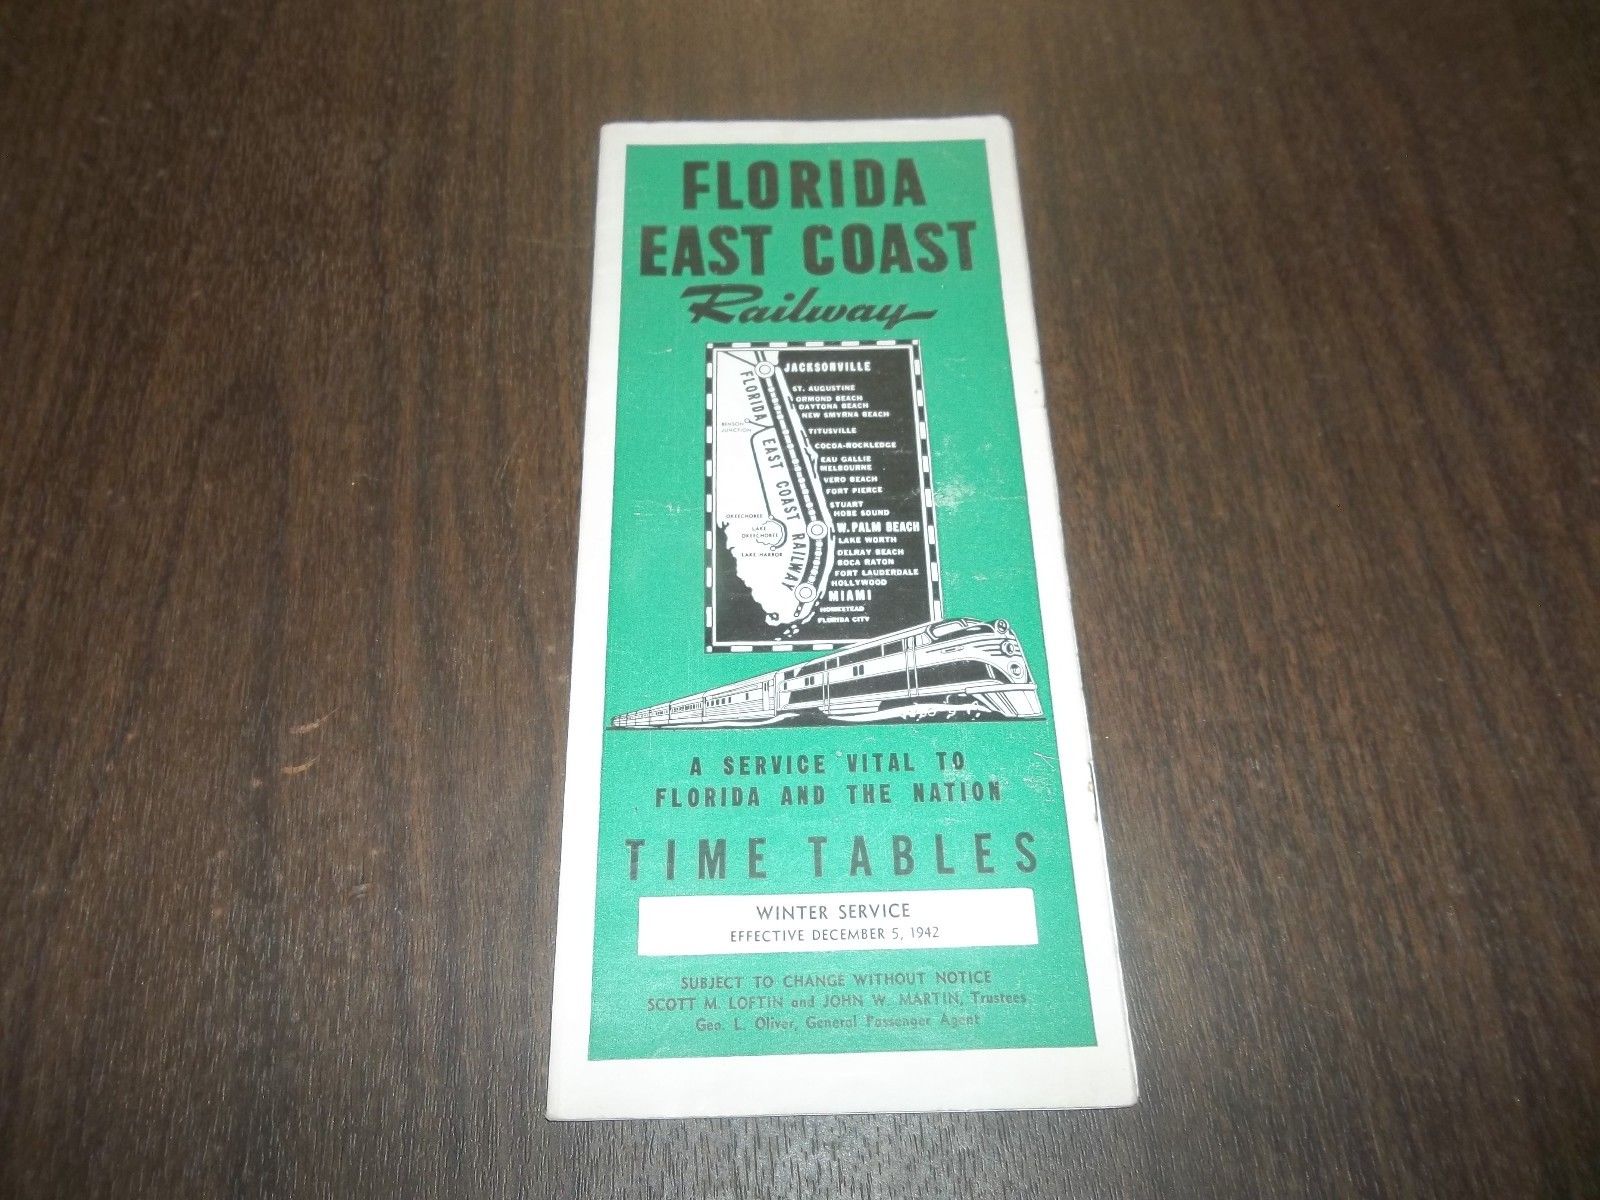 FLORIDA
EAST COAST
Railway
JACKSONVILLE
ST. AUGUSTINE
ORMOND BEACH
DAYTONA BEACH
NEW SMYRNA BEACH
BENSON
JUNCTION
TITUSVILLE
COCOA-ROCKLEDGE
EAU GALLIE
MELBOURNE
VERO BEACH
FORT PIERCE
STUART
HOBE SOUND
W. PALM BEACH
LAKE WORTH
DELRAY BEACH
BOCA RATON
FORT LAUDERDALE
HOLLYWOOD
MIAMI
HOMESTEAD
FLORIDA CITY
FLORIDA EAST COAST RAILWAY
OKEECHOBEE
LAKE
OKEECHOBEE
LAKE HARBOR
A SERVICE VITAL TO
FLORIDA AND THE NATION
TIME TABLES
WINTER SERVICE
EFFECTIVE DECEMBER 5, 1942
SUBJECT TO CHANGE WITHOUT NOTICE
SCOTT M. LOFTIN and JOHN W. MARTIN, Trustees
Geo. L. Oliver, General Passenger Agent